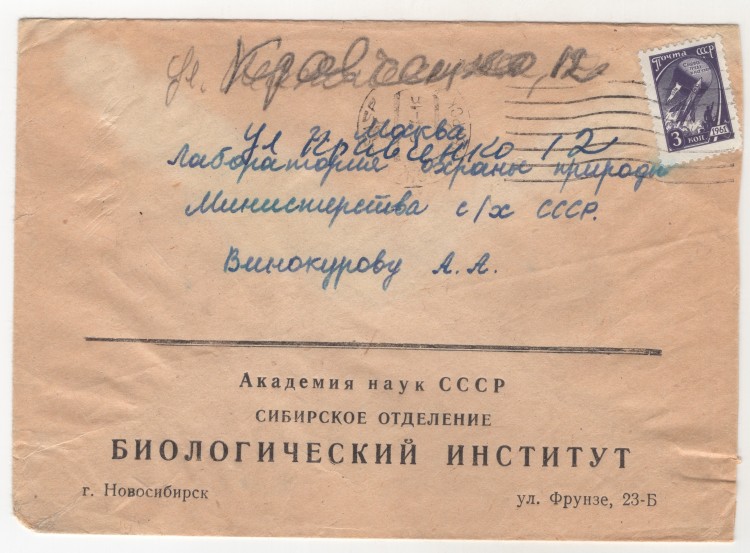 ул. Кравченко, 12
Почта СССР
3 коп
1961
Москва
ул Кравченко 12
Лаборатория охраны природы
Министерства с/х СССР.
Винокурову А. А.
Академия наук СССР
СИБИРСКОЕ ОТДЕЛЕНИЕ
БИОЛОГИЧЕСКИЙ ИНСТИТУТ
г. Новосибирск
ул. Фрунзе, 23-Б